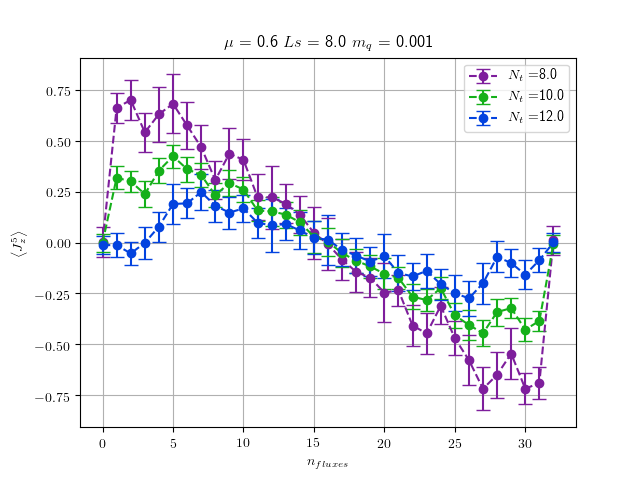 μ = 0.6 Ls = 8.0 m_q = 0.001
N_t = 8.0
N_t = 10.0
N_t = 12.0
⟨J_z^5⟩
0.75
0.50
0.25
0.00
−0.25
−0.50
−0.75
0 5 10 15 20 25 30
n_{fluxes}